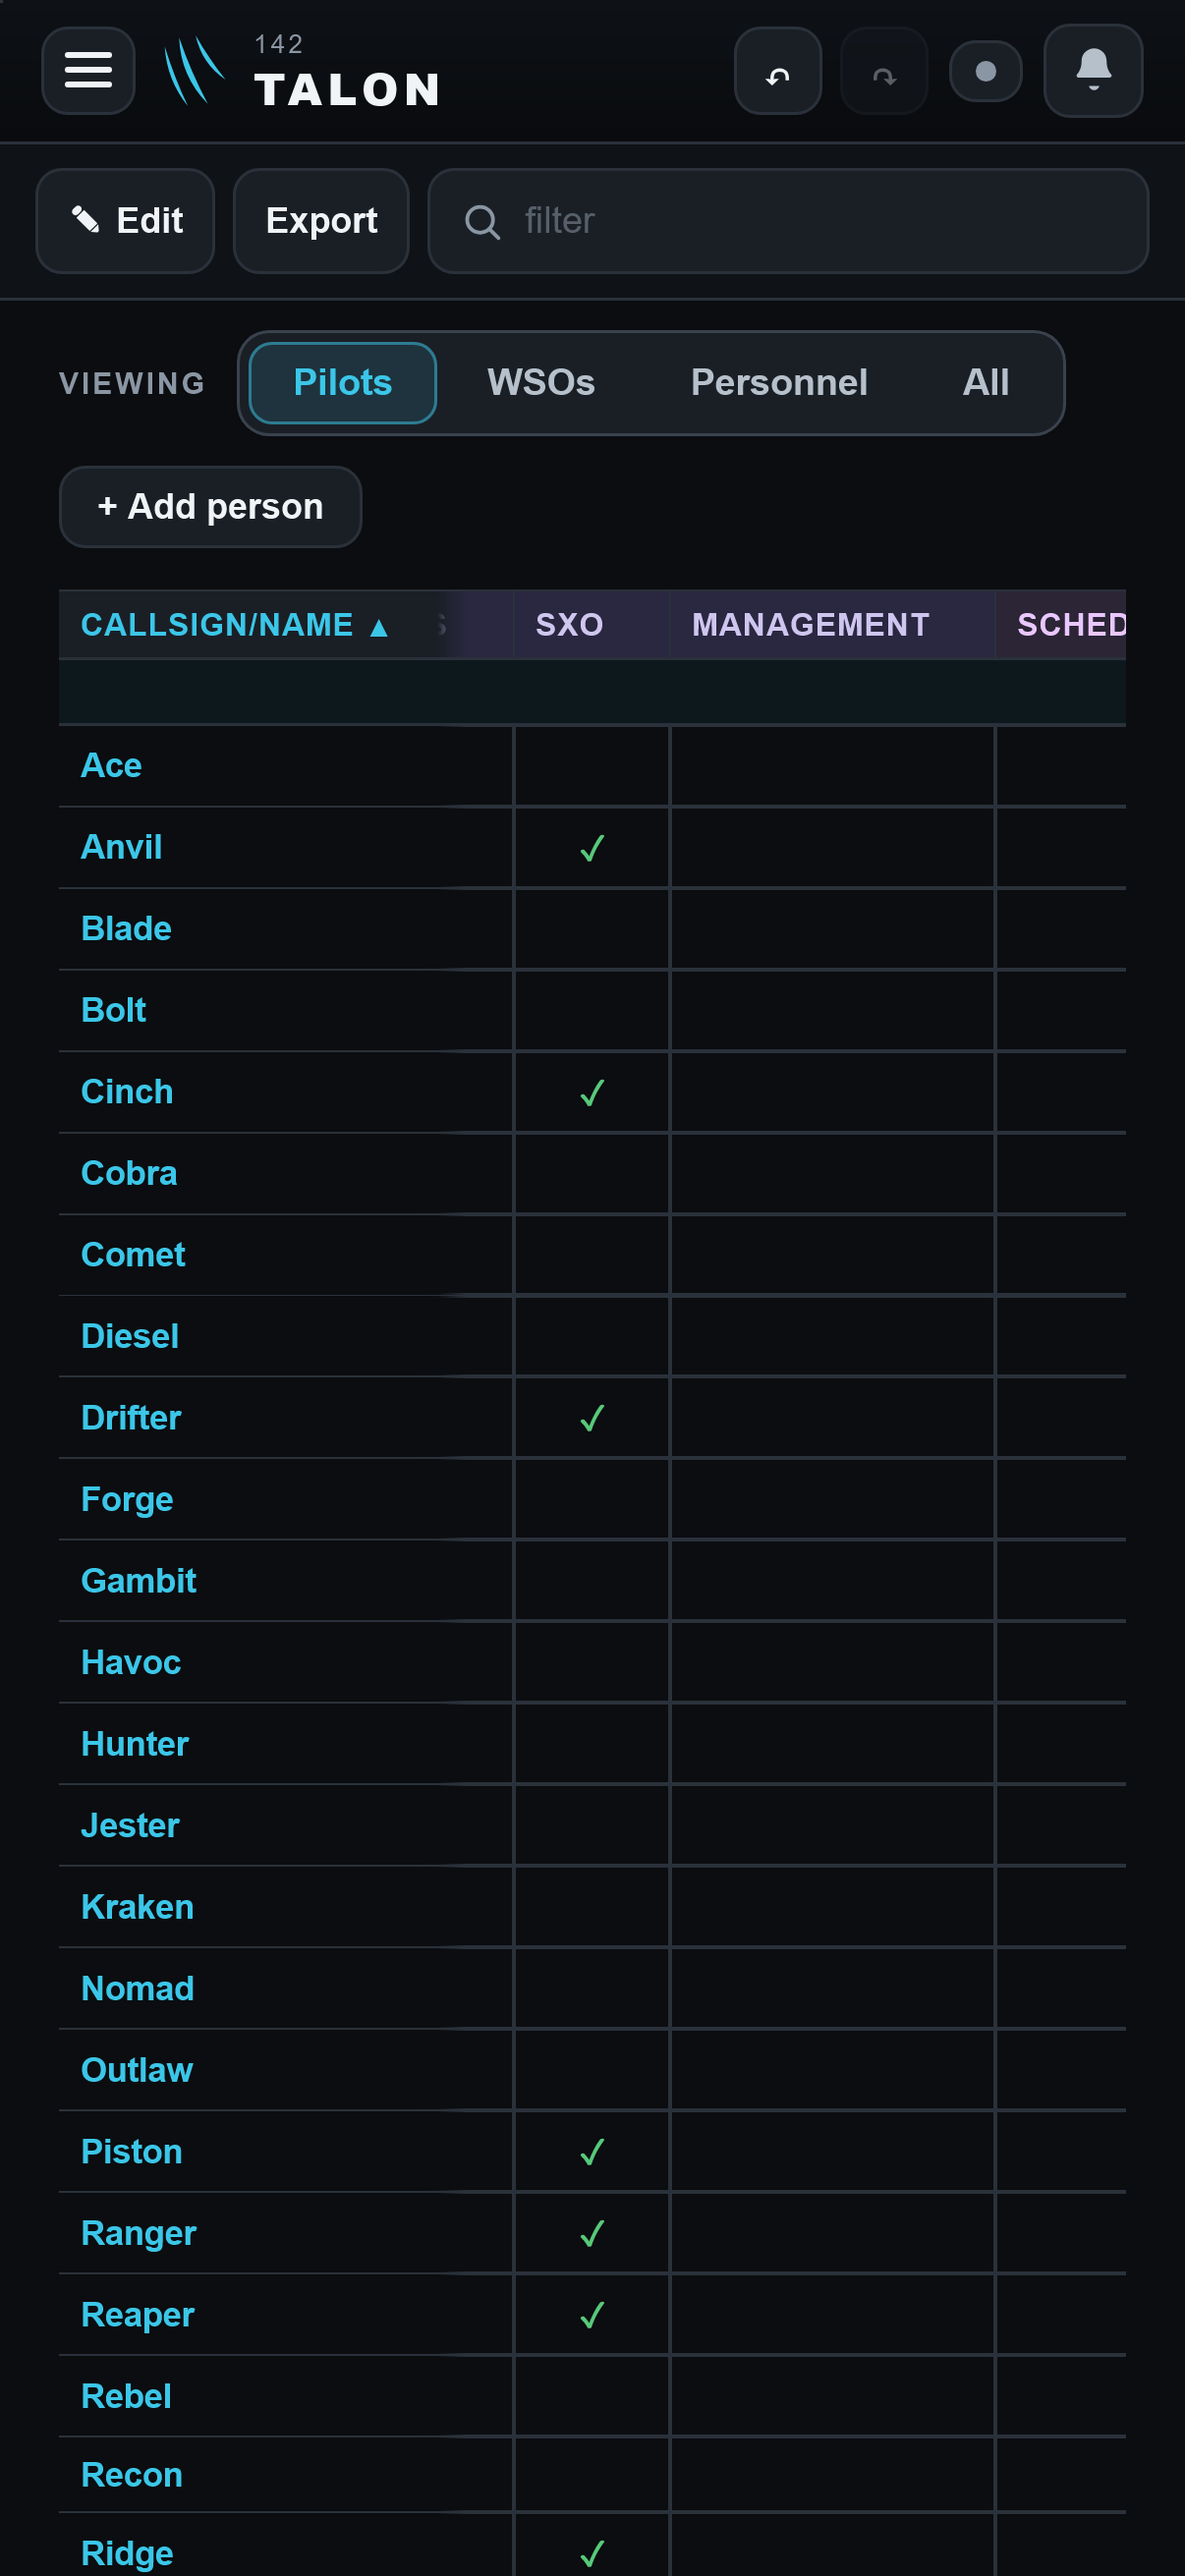 142
TALON
Edit
Export
filter
VIEWING
Pilots
WSOs
Personnel
All
+ Add person
CALLSIGN/NAME ▲
SXO
MANAGEMENT
SCHED
Ace
Anvil ✓
Blade
Bolt
Cinch ✓
Cobra
Comet
Diesel
Drifter ✓
Forge
Gambit
Havoc
Hunter
Jester
Kraken
Nomad
Outlaw
Piston ✓
Ranger ✓
Reaper ✓
Rebel
Recon
Ridge ✓